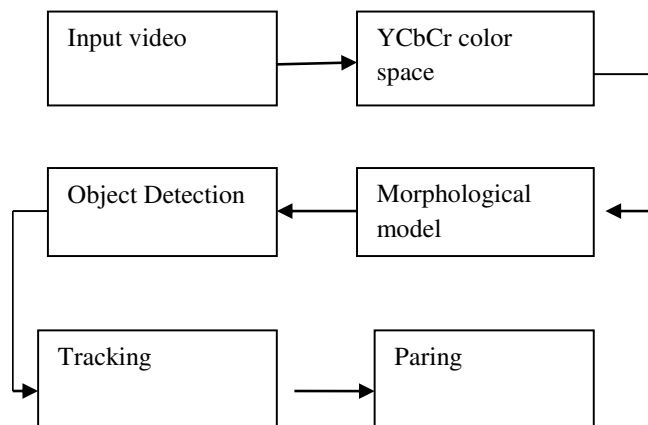 Input video
YCbCr color
space
Object Detection
Morphological
model
Tracking
Paring